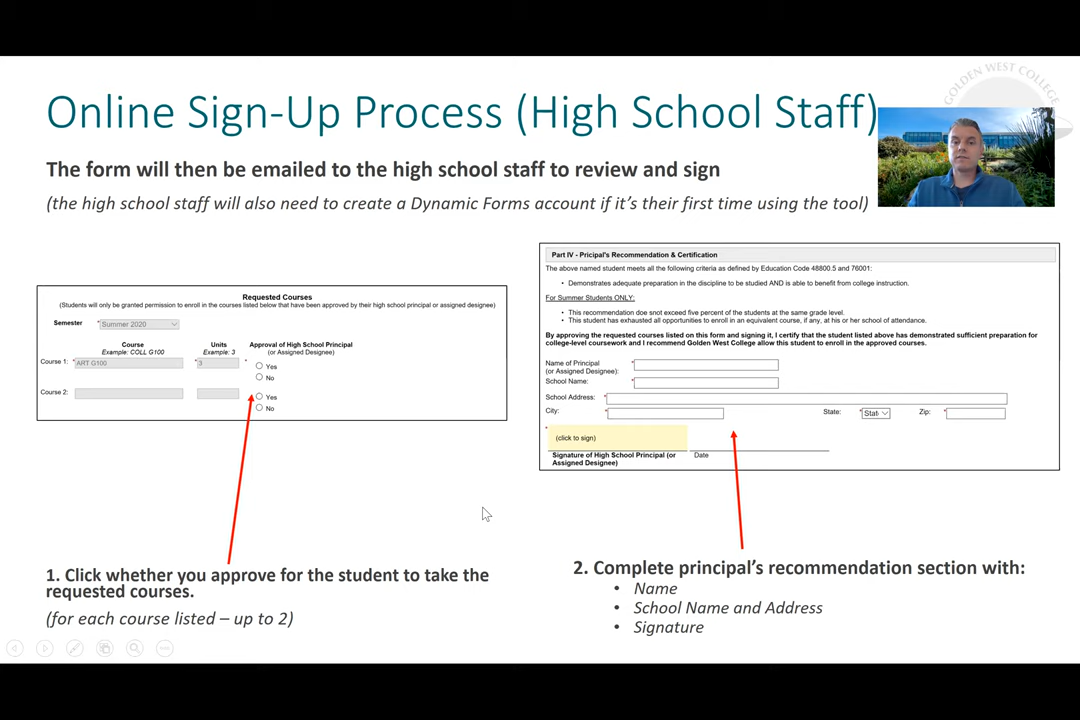 GOLDEN WEST COLLEGE
Online Sign-Up Process (High School Staff)
The form will then be emailed to the high school staff to review and sign
(the high school staff will also need to create a Dynamic Forms account if it's their first time using the tool)
Requested Courses
(Students will only be granted permission to enroll in the courses listed below that have been approved by their high school principal or assigned designee)
Semester * Summer 2020
Course Units Approval of High School Principal
Example: COLL G100 Example: 3 (or Assigned Designee)
Course 1: * ART G100 * 3 * Yes
No
Course 2: Yes
No
1. Click whether you approve for the student to take the
requested courses.
(for each course listed – up to 2)
Part IV - Pricipal's Recommendation & Certification
The above named student meets all the following criteria as defined by Education Code 48800.5 and 76001:
• Demonstrates adequate preparation in the discipline to be studied AND is able to benefit from college instruction.
For Summer Students ONLY:
• This recommendation doe snot exceed five percent of the students at the same grade level.
• This student has exhausted all opportunities to enroll in an equivalent course, if any, at his or her school of attendance.
By approving the requested courses listed on this form and signing it, I certify that the student listed above has demonstrated sufficient preparation for
college-level coursework and I recommend Golden West College allow this student to enroll in the approved courses.
Name of Principal *
(or Assigned Designee):
School Name: *
School Address: *
City: * State: * Stat Zip: *
*
(click to sign)
Signature of High School Principal (or Date
Assigned Designee)
2. Complete principal's recommendation section with:
• Name
• School Name and Address
• Signature